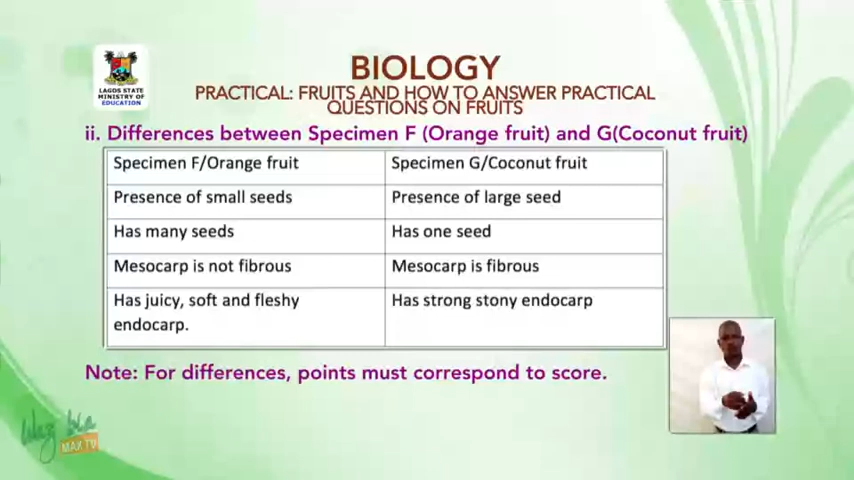 LAGOS STATE
MINISTRY OF
EDUCATION
BIOLOGY
PRACTICAL: FRUITS AND HOW TO ANSWER PRACTICAL
QUESTIONS ON FRUITS
ii. Differences between Specimen F (Orange fruit) and G(Coconut fruit)
Specimen F/Orange fruit
Specimen G/Coconut fruit
Presence of small seeds
Presence of large seed
Has many seeds
Has one seed
Mesocarp is not fibrous
Mesocarp is fibrous
Has juicy, soft and fleshy
endocarp.
Has strong stony endocarp
Note: For differences, points must correspond to score.
MAX TV